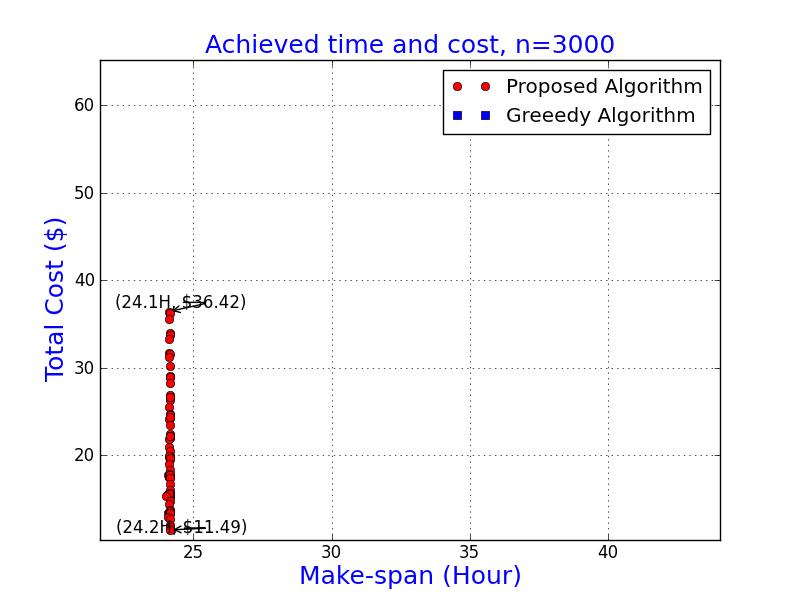 Achieved time and cost, n=3000
Proposed Algorithm
Greeedy Algorithm
60
50
40
30
20
Total Cost ($)
(24.1H, $36.42)
(24.2H, $11.49)
25
30
35
40
Make-span (Hour)